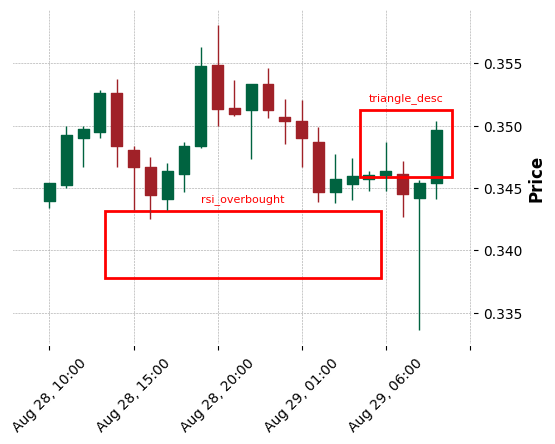 triangle_desc
rsi_overbought
0.355
0.350
0.345
0.340
0.335
Price
Aug 28, 10:00
Aug 28, 15:00
Aug 28, 20:00
Aug 29, 01:00
Aug 29, 06:00